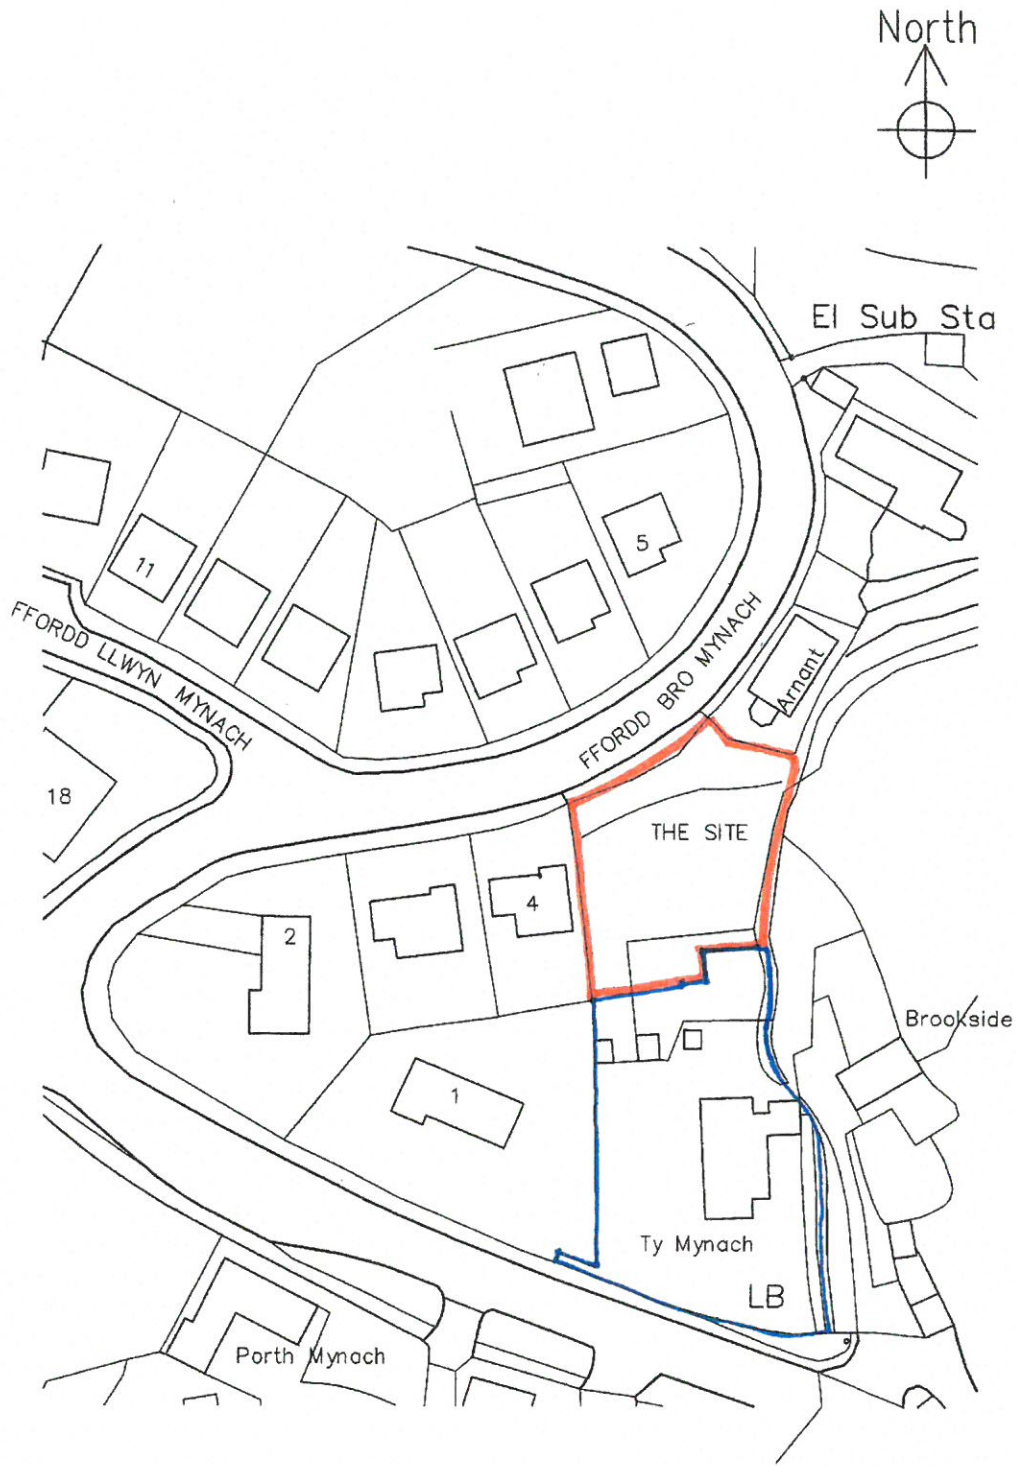 North
El Sub Sta
5
11
FFORDD LLWYN MYNACH
FFORDD BRO MYNACH
Arnant
18
THE SITE
4
2
Brookside
1
Ty Mynach
LB
Porth Mynach